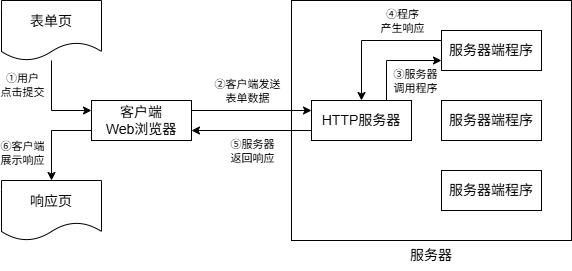 表单页
①用户
点击提交
客户端
Web浏览器
⑥客户端
展示响应
响应页
②客户端发送
表单数据
⑤服务器
返回响应
HTTP服务器
④程序
产生响应
③服务器
调用程序
服务器端程序
服务器端程序
服务器端程序
服务器